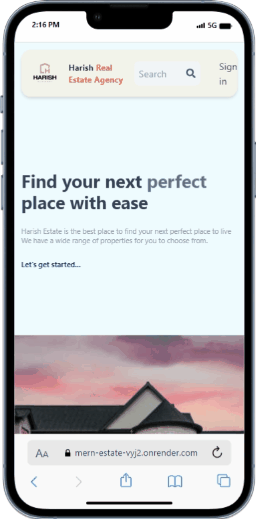 2:16 PM 5G
HARISH
Harish Real
Estate Agency
Search
Sign
in
Find your next perfect
place with ease
Harish Estate is the best place to find your next perfect place to live
We have a wide range of properties for you to choose from.
Let's get started...
AA mern-estate-vyj2.onrender.com